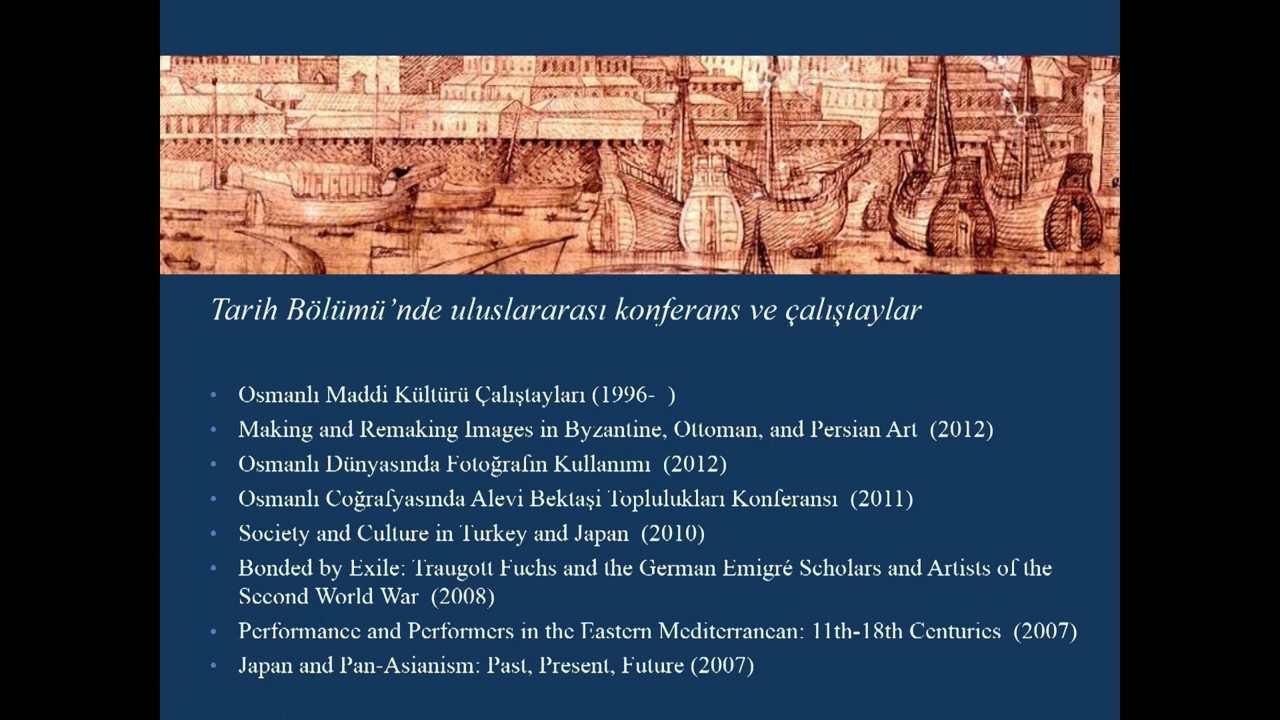 Tarih Bölümü’nde uluslararası konferans ve çalıştaylar
• Osmanlı Maddi Kültürü Çalıştayları (1996- )
• Making and Remaking Images in Byzantine, Ottoman, and Persian Art (2012)
• Osmanlı Dünyasında Fotoğrafın Kullanımı (2012)
• Osmanlı Coğrafyasında Alevi Bektaşi Toplulukları Konferansı (2011)
• Society and Culture in Turkey and Japan (2010)
• Bonded by Exile: Traugott Fuchs and the German Emigré Scholars and Artists of the
Second World War (2008)
• Performance and Performers in the Eastern Mediterranean: 11th-18th Centuries (2007)
• Japan and Pan-Asianism: Past, Present, Future (2007)